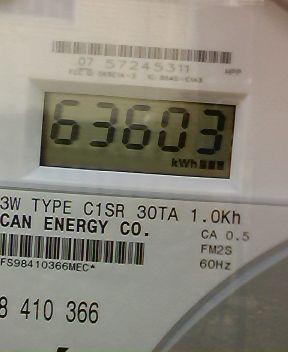 07 57245311
HPP
63603
kWh
3W TYPE C1SR 30TA 1.0Kh
CAN ENERGY CO.
CA 0.5
FM2S
FS98410366MEC*
60Hz
8 410 366